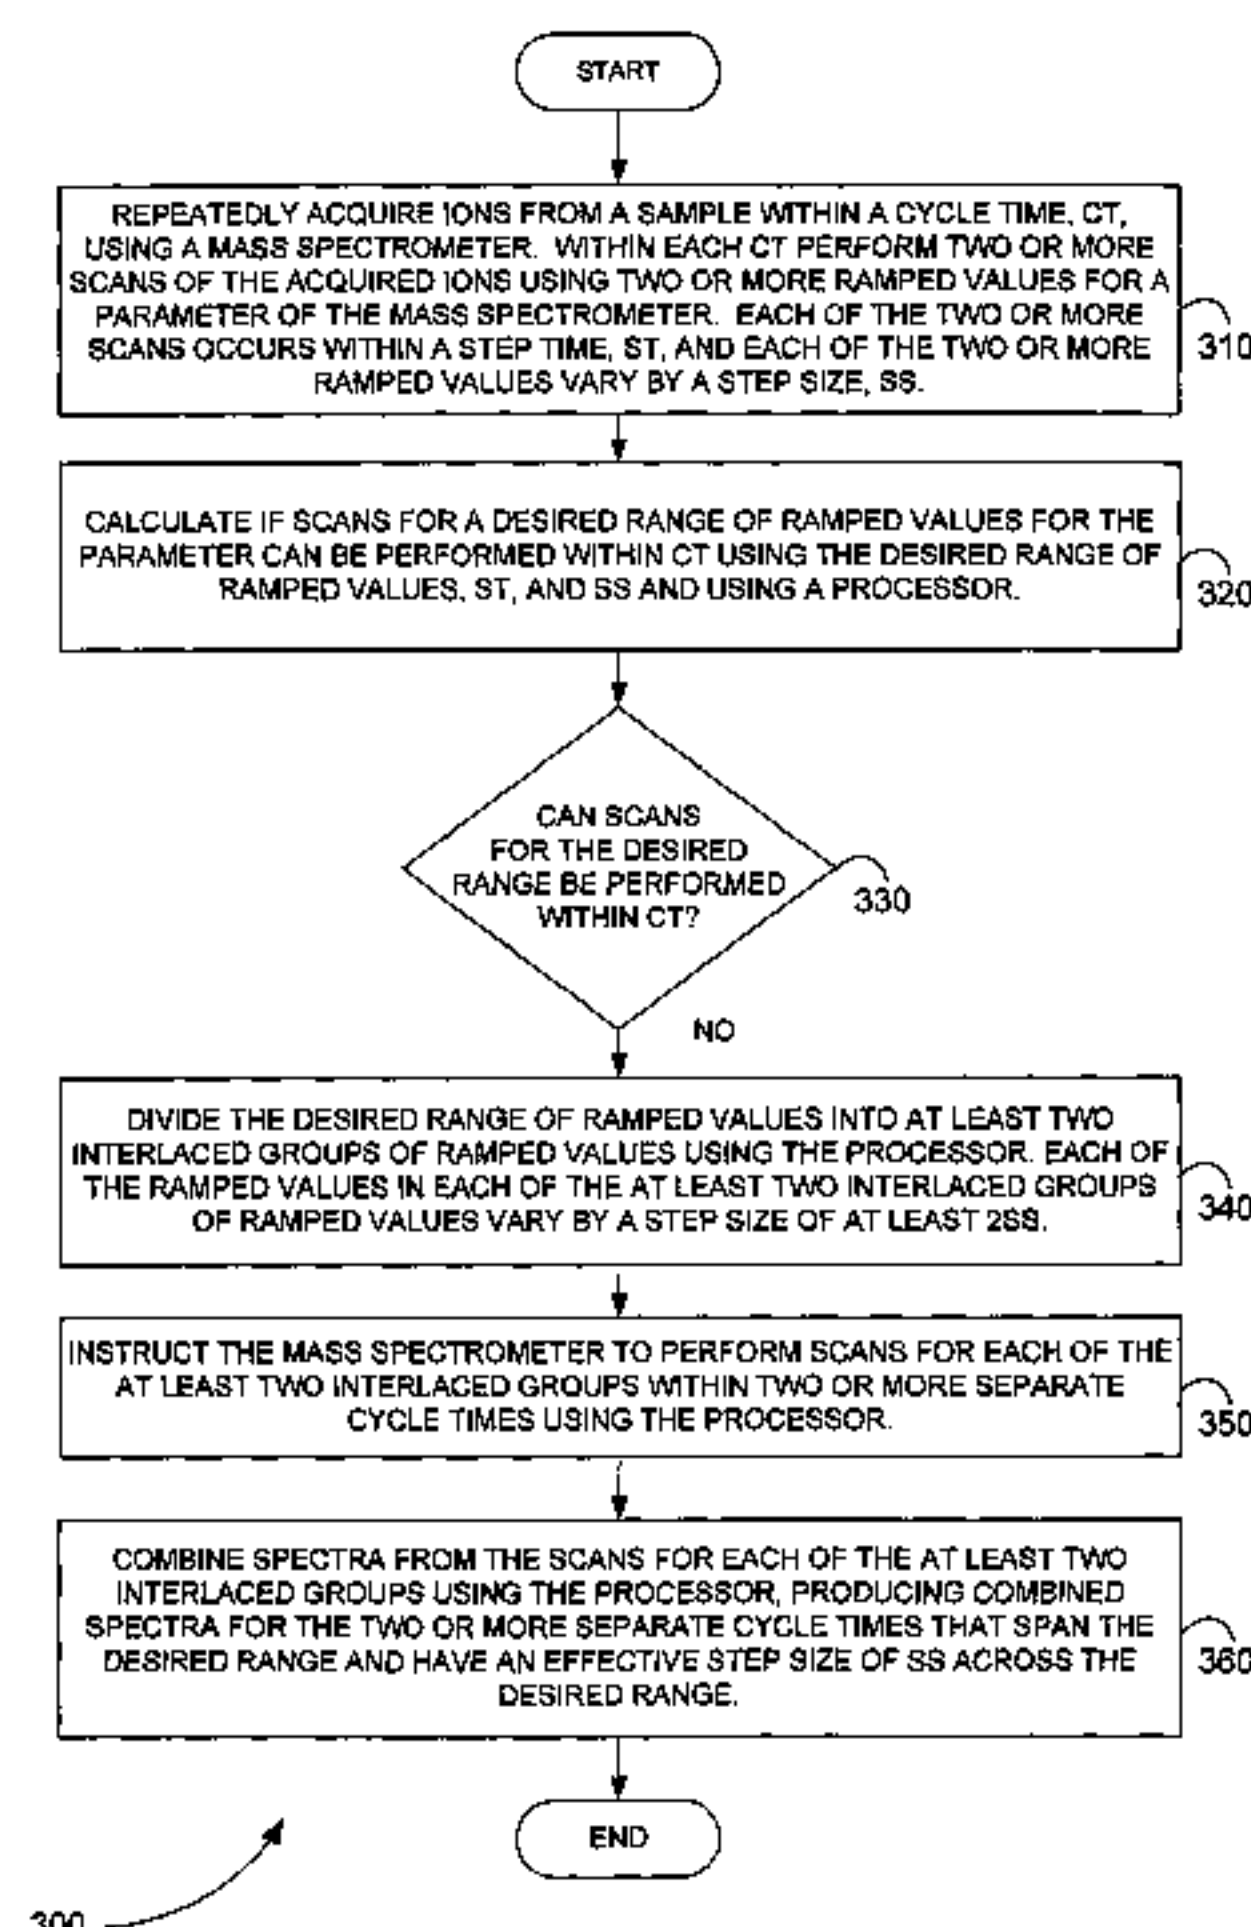 START
REPEATEDLY ACQUIRE IONS FROM A SAMPLE WITHIN A CYCLE TIME, CT,
USING A MASS SPECTROMETER. WITHIN EACH CT PERFORM TWO OR MORE
SCANS OF THE ACQUIRED IONS USING TWO OR MORE RAMPED VALUES FOR A
PARAMETER OF THE MASS SPECTROMETER. EACH OF THE TWO OR MORE
SCANS OCCURS WITHIN A STEP TIME, ST, AND EACH OF THE TWO OR MORE
RAMPED VALUES VARY BY A STEP SIZE, SS.
310
CALCULATE IF SCANS FOR A DESIRED RANGE OF RAMPED VALUES FOR THE
PARAMETER CAN BE PERFORMED WITHIN CT USING THE DESIRED RANGE OF
RAMPED VALUES, ST, AND SS AND USING A PROCESSOR.
320
CAN SCANS
FOR THE DESIRED
RANGE BE PERFORMED
WITHIN CT?
330
NO
DIVIDE THE DESIRED RANGE OF RAMPED VALUES INTO AT LEAST TWO
INTERLACED GROUPS OF RAMPED VALUES USING THE PROCESSOR. EACH OF
THE RAMPED VALUES IN EACH OF THE AT LEAST TWO INTERLACED GROUPS
OF RAMPED VALUES VARY BY A STEP SIZE OF AT LEAST 2SS.
340
INSTRUCT THE MASS SPECTROMETER TO PERFORM SCANS FOR EACH OF THE
AT LEAST TWO INTERLACED GROUPS WITHIN TWO OR MORE SEPARATE
CYCLE TIMES USING THE PROCESSOR.
350
COMBINE SPECTRA FROM THE SCANS FOR EACH OF THE AT LEAST TWO
INTERLACED GROUPS USING THE PROCESSOR, PRODUCING COMBINED
SPECTRA FOR THE TWO OR MORE SEPARATE CYCLE TIMES THAT SPAN THE
DESIRED RANGE AND HAVE AN EFFECTIVE STEP SIZE OF SS ACROSS THE
DESIRED RANGE.
360
END
300